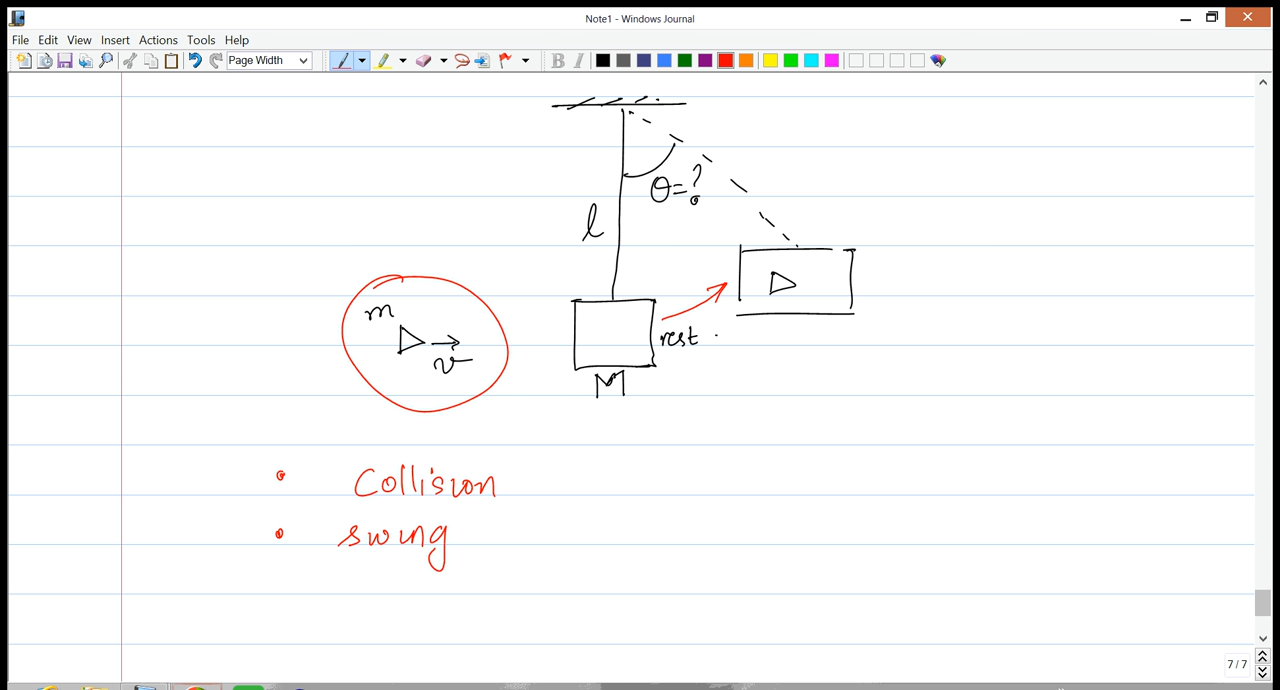 Note1 - Windows Journal
File Edit View Insert Actions Tools Help
Page Width
B I
θ=?
l
m
v
rest .
M
• Collision
• swing
7 / 7